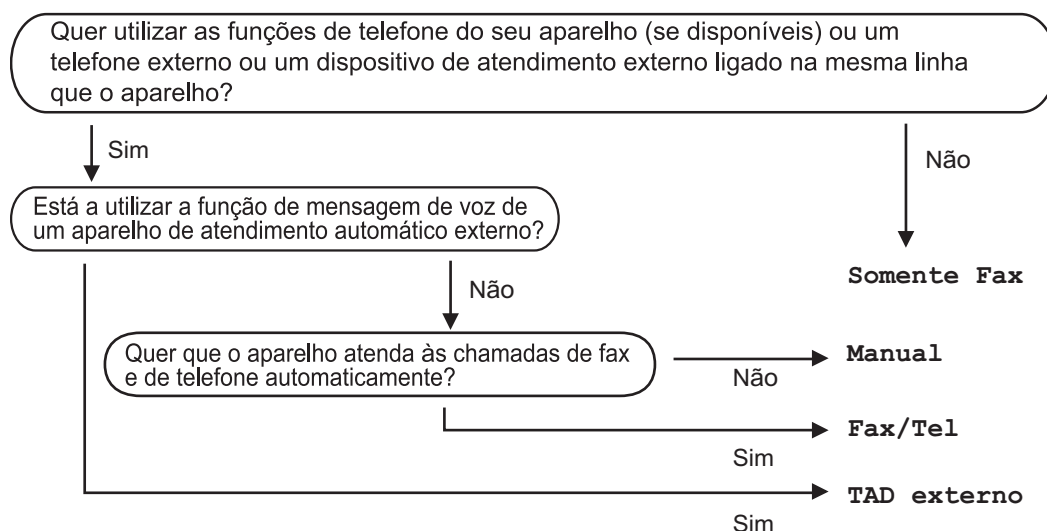 Quer utilizar as funções de telefone do seu aparelho (se disponíveis) ou um
telefone externo ou um dispositivo de atendimento externo ligado na mesma linha
que o aparelho?
Sim
Não
Está a utilizar a função de mensagem de voz de
um aparelho de atendimento automático externo?
Somente Fax
Não
Quer que o aparelho atenda às chamadas de fax
e de telefone automaticamente?
Manual
Não
Fax/Tel
Sim
TAD externo
Sim